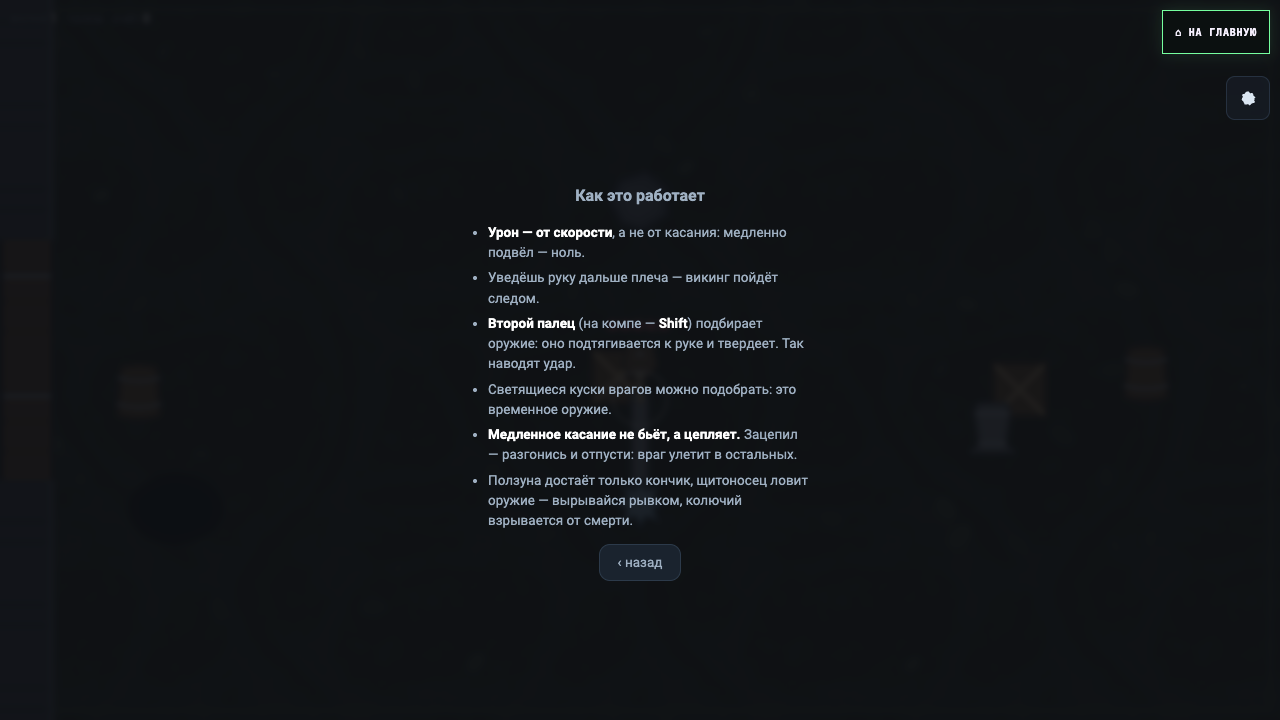 ⌂ НА ГЛАВНУЮ
Как это работает
• Урон — от скорости, а не от касания: медленно
подвёл — ноль.
• Уведёшь руку дальше плеча — викинг пойдёт
следом.
• Второй палец (на компе — Shift) подбирает
оружие: оно подтягивается к руке и твердеет. Так
наводят удар.
• Светящиеся куски врагов можно подобрать: это
временное оружие.
• Медленное касание не бьёт, а цепляет. Зацепил
— разгонись и отпусти: враг улетит в остальных.
• Ползуна достаёт только кончик, щитоносец ловит
оружие — вырывайся рывком, колючий
взрывается от смерти.
‹ назад